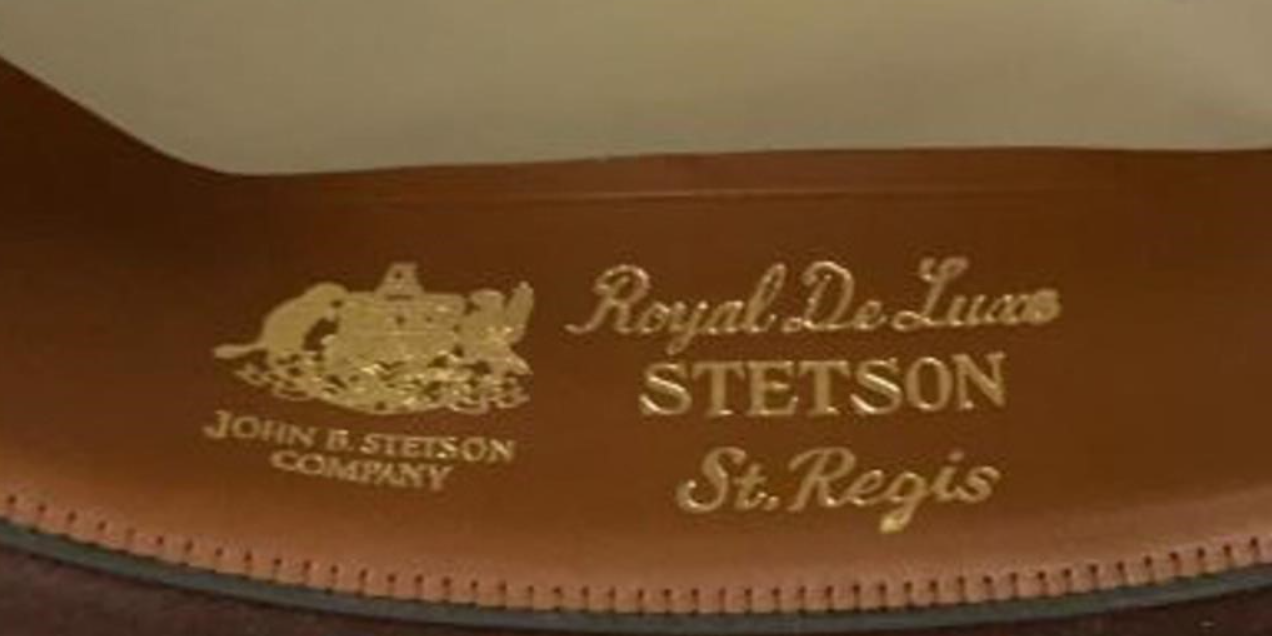 JOHN B. STETSON
COMPANY
Royal De Luxe
STETSON
St. Regis